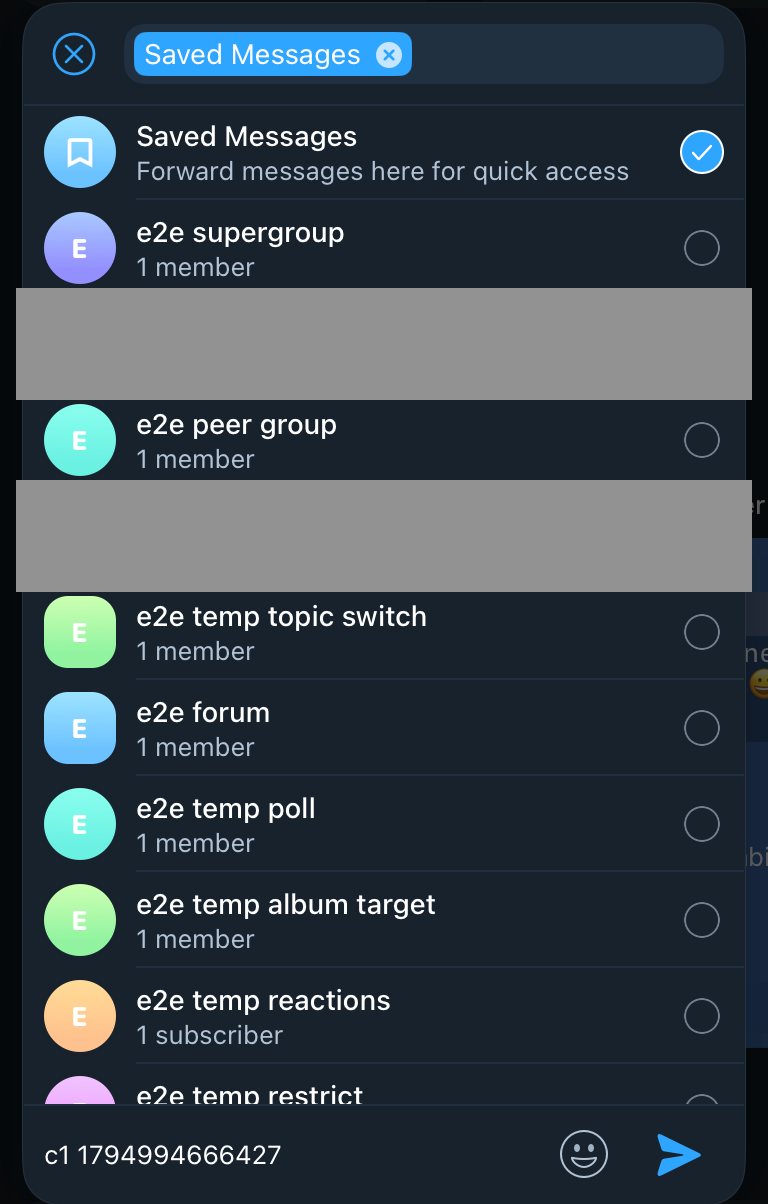 Saved Messages
Saved Messages
Forward messages here for quick access
E
e2e supergroup
1 member
E
e2e peer group
1 member
E
e2e temp topic switch
1 member
E
e2e forum
1 member
E
e2e temp poll
1 member
E
e2e temp album target
1 member
E
e2e temp reactions
1 subscriber
e2e temp restrict
c1 1794994666427